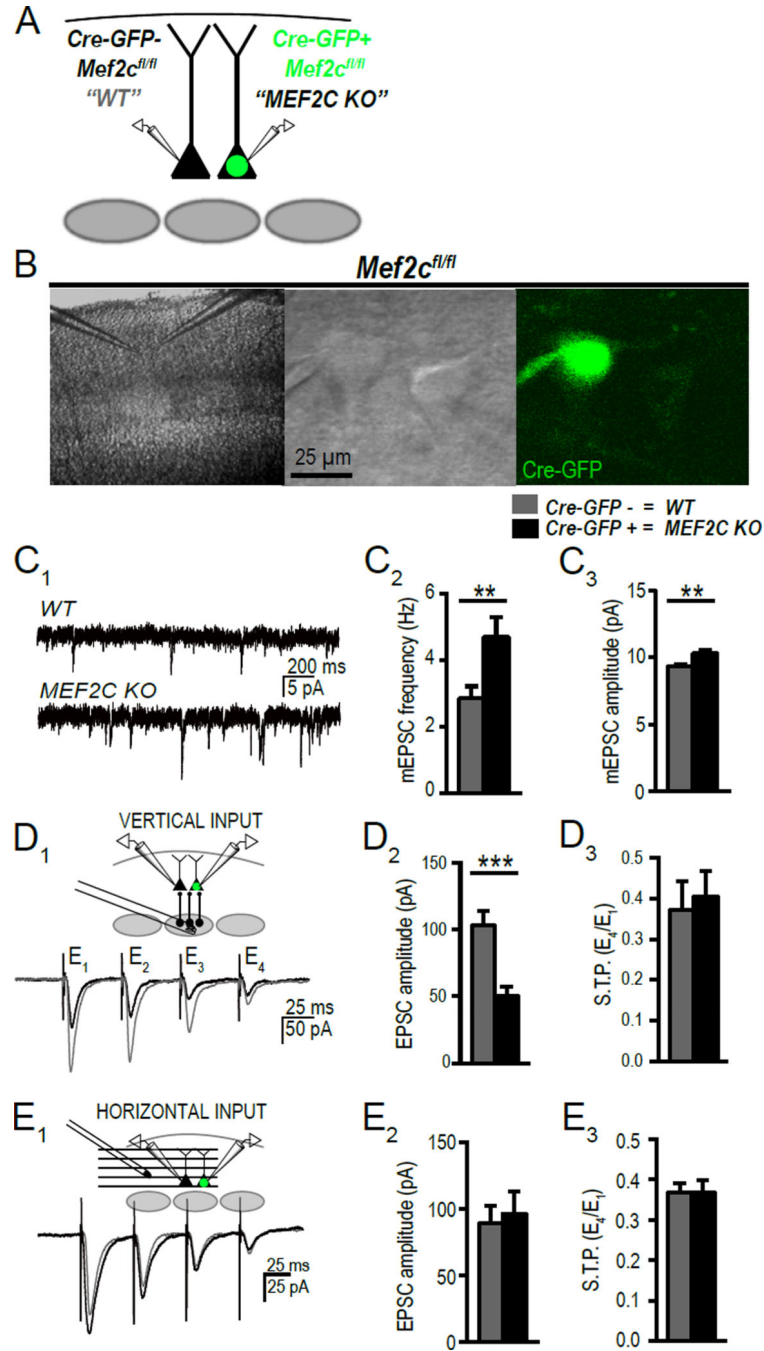 A
Cre-GFP-
Mef2c^fl/fl
"WT"
Cre-GFP+
Mef2c^fl/fl
"MEF2C KO"
B
Mef2c^fl/fl
25 µm
Cre-GFP
Cre-GFP - = WT
Cre-GFP + = MEF2C KO
C1
WT
200 ms
5 pA
MEF2C KO
C2
mEPSC frequency (Hz)
6
4
2
0
**
C3
mEPSC amplitude (pA)
15
10
5
0
**
D1
VERTICAL INPUT
E1 E2 E3 E4
25 ms
50 pA
D2
EPSC amplitude (pA)
150
100
50
0
***
D3
S.T.P. (E4/E1)
0.5
0.4
0.3
0.2
0.1
0.0
E1
HORIZONTAL INPUT
25 ms
25 pA
E2
EPSC amplitude (pA)
150
100
50
0
E3
S.T.P. (E4/E1)
0.5
0.4
0.3
0.2
0.1
0.0